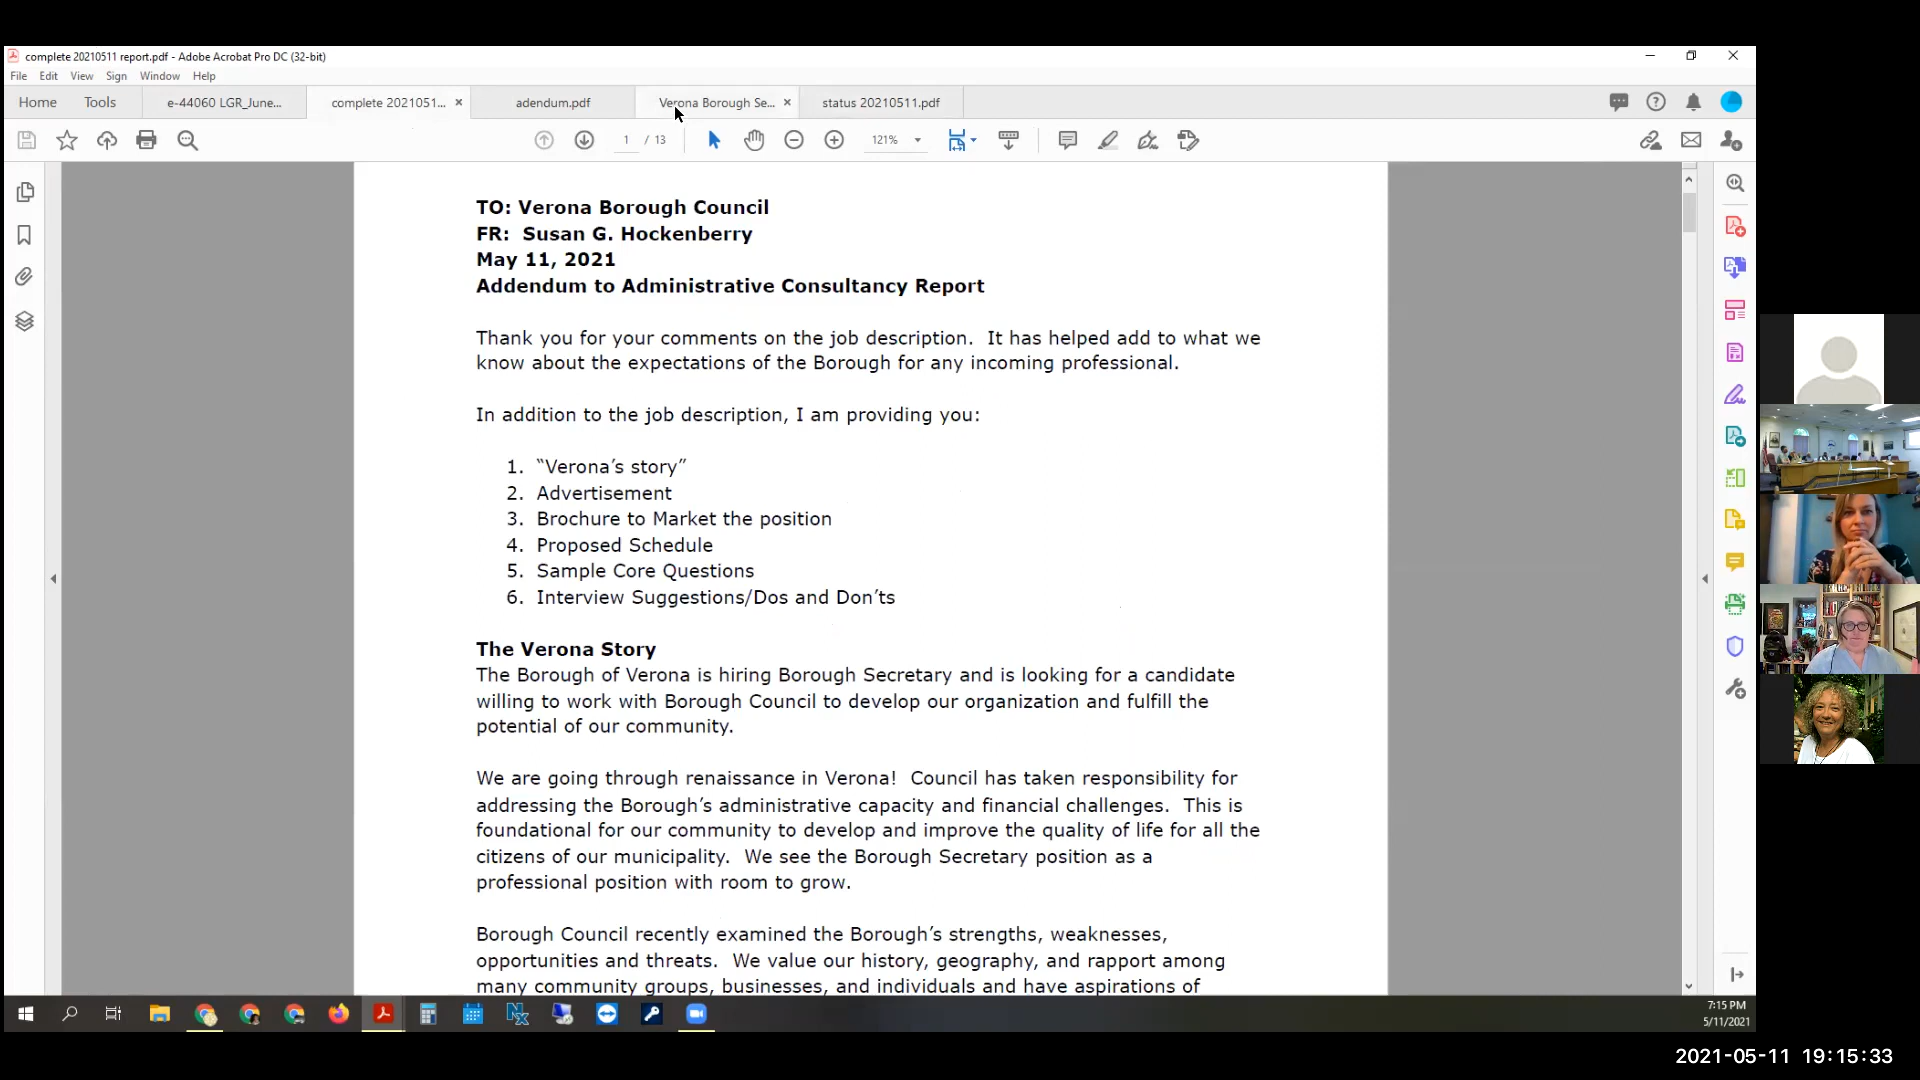 complete 20210511 report.pdf - Adobe Acrobat Pro DC (32-bit)
File Edit View Sign Window Help
Home Tools e-44060 LGR_June... complete 2021051... adendum.pdf Verona Borough Se... status 20210511.pdf
1 / 13 121%
TO: Verona Borough Council
FR: Susan G. Hockenberry
May 11, 2021
Addendum to Administrative Consultancy Report
Thank you for your comments on the job description. It has helped add to what we
know about the expectations of the Borough for any incoming professional.
In addition to the job description, I am providing you:
1. “Verona’s story”
2. Advertisement
3. Brochure to Market the position
4. Proposed Schedule
5. Sample Core Questions
6. Interview Suggestions/Dos and Don’ts
The Verona Story
The Borough of Verona is hiring Borough Secretary and is looking for a candidate
willing to work with Borough Council to develop our organization and fulfill the
potential of our community.
We are going through renaissance in Verona! Council has taken responsibility for
addressing the Borough’s administrative capacity and financial challenges. This is
foundational for our community to develop and improve the quality of life for all the
citizens of our municipality. We see the Borough Secretary position as a
professional position with room to grow.
Borough Council recently examined the Borough’s strengths, weaknesses,
opportunities and threats. We value our history, geography, and rapport among
many community groups, businesses, and individuals and have aspirations of
7:15 PM
5/11/2021
2021-05-11 19:15:33